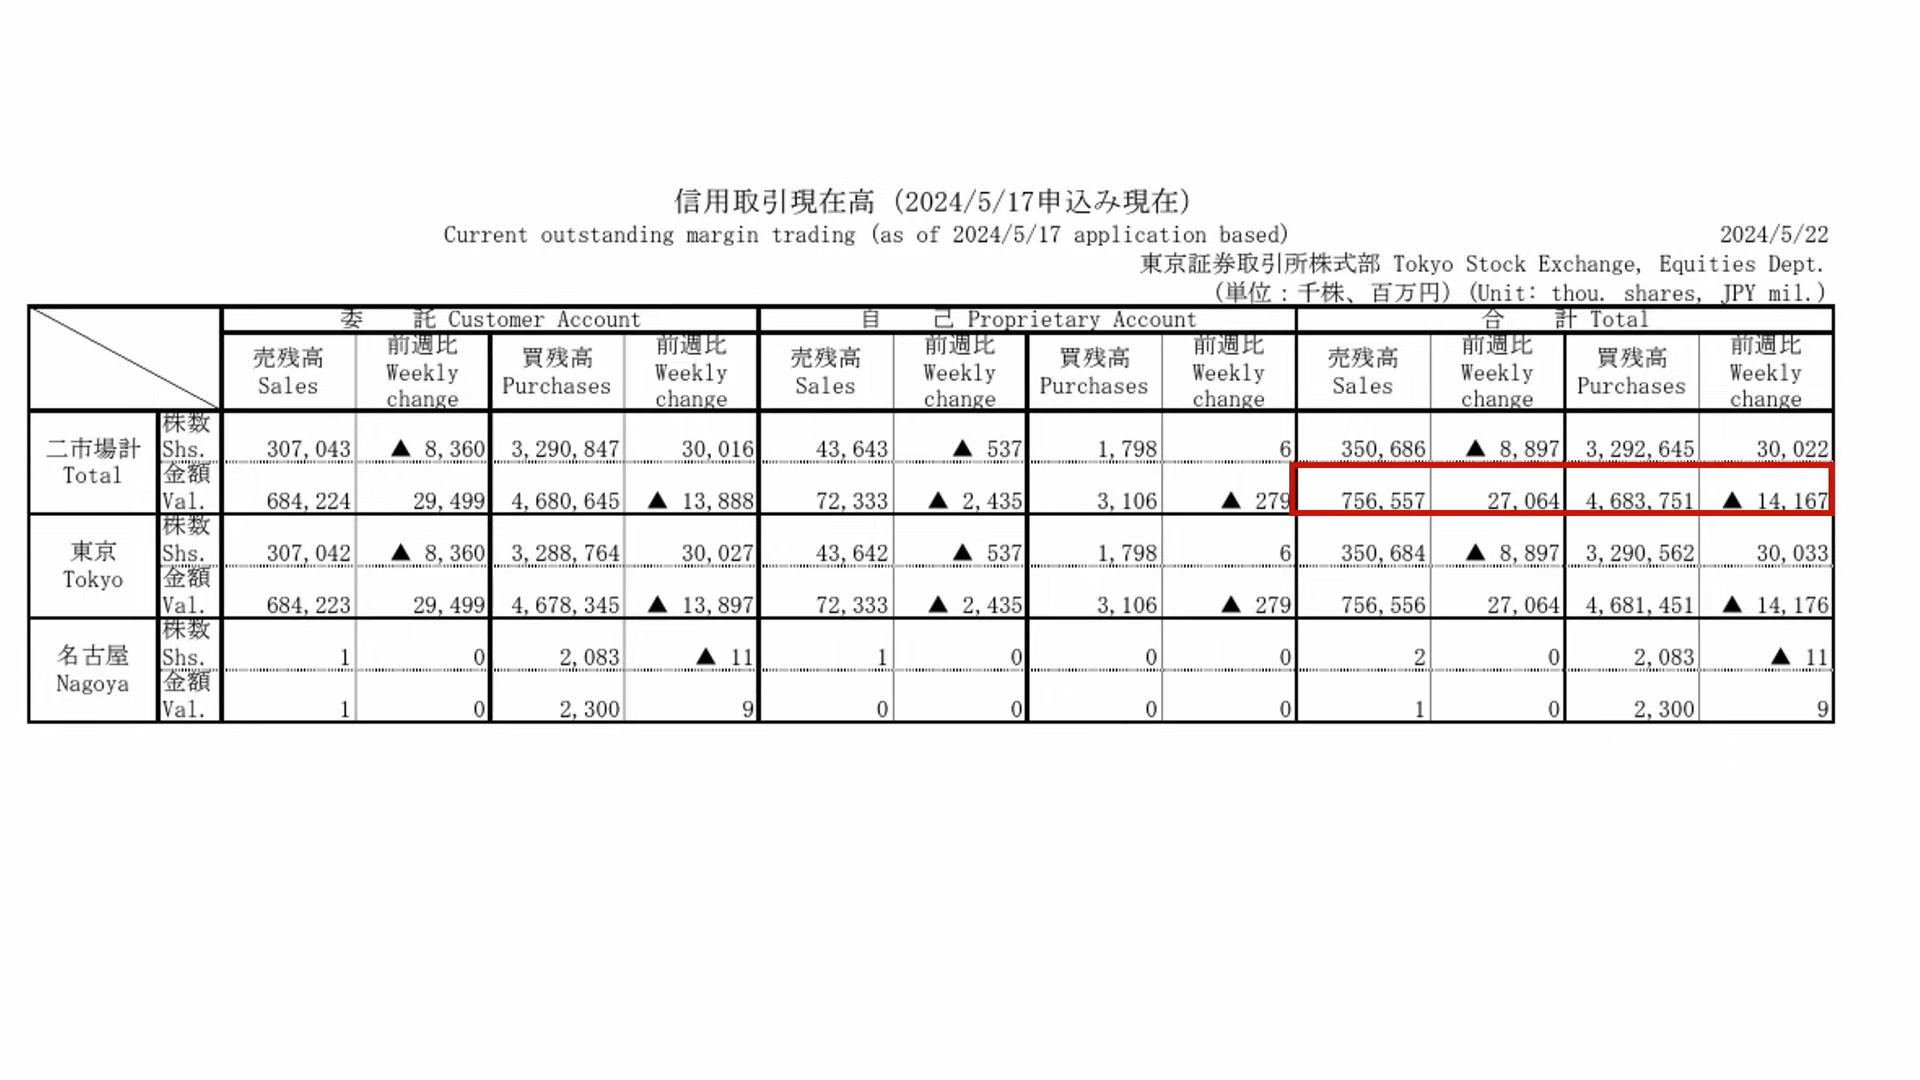 信用取引現在高 (2024/5/17申込み現在)
Current outstanding margin trading (as of 2024/5/17 application based) 2024/5/22
東京証券取引所株式部 Tokyo Stock Exchange, Equities Dept.
(単位:千株、百万円) (Unit: thou. shares, JPY mil.)
委 託 Customer Account 自 己 Proprietary Account 合 計 Total
売残高 Sales 前週比 Weekly change 買残高 Purchases 前週比 Weekly change 売残高 Sales 前週比 Weekly change 買残高 Purchases 前週比 Weekly change 売残高 Sales 前週比 Weekly change 買残高 Purchases 前週比 Weekly change
二市場計 Total
株数 Shs. 307,043 ▲ 8,360 3,290,847 30,016 43,643 ▲ 537 1,798 6 350,686 ▲ 8,897 3,292,645 30,022
金額 Val. 684,224 29,499 4,680,645 ▲ 13,888 72,333 ▲ 2,435 3,106 ▲ 279 756,557 27,064 4,683,751 ▲ 14,167
東京 Tokyo
株数 Shs. 307,042 ▲ 8,360 3,288,764 30,027 43,642 ▲ 537 1,798 6 350,684 ▲ 8,897 3,290,562 30,033
金額 Val. 684,223 29,499 4,678,345 ▲ 13,897 72,333 ▲ 2,435 3,106 ▲ 279 756,556 27,064 4,681,451 ▲ 14,176
名古屋 Nagoya
株数 Shs. 1 0 2,083 ▲ 11 1 0 0 0 2 0 2,083 ▲ 11
金額 Val. 1 0 2,300 9 0 0 0 0 1 0 2,300 9